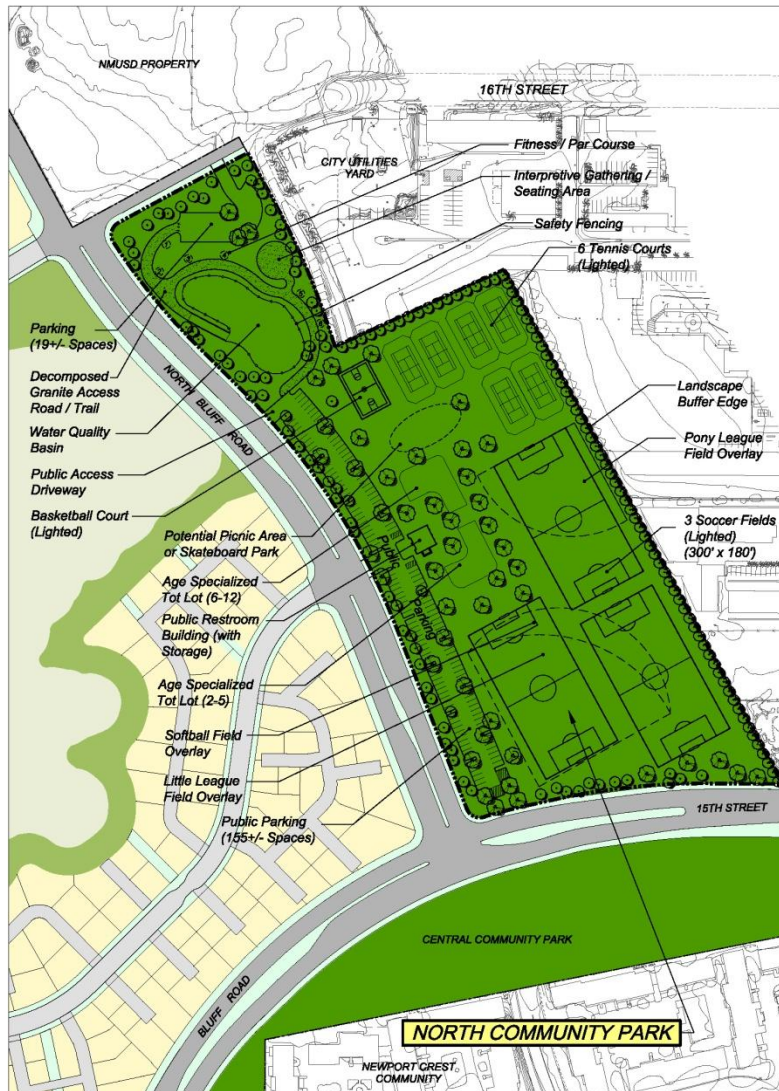 NMUSD PROPERTY
16TH STREET
CITY UTILITIES
YARD
Fitness / Par Course
Interpretive Gathering /
Seating Area
Safety Fencing
6 Tennis Courts
(Lighted)
Parking
(19+/- Spaces)
Decomposed
Granite Access
Road / Trail
Water Quality
Basin
Public Access
Driveway
Basketball Court
(Lighted)
NORTH BLUFF ROAD
Landscape
Buffer Edge
Pony League
Field Overlay
3 Soccer Fields
(Lighted)
(300' x 180')
Potential Picnic Area
or Skateboard Park
Age Specialized
Tot Lot (6-12)
Public Restroom
Building (with
Storage)
Age Specialized
Tot Lot (2-5)
Softball Field
Overlay
Little League
Field Overlay
Public Parking
(155+/- Spaces)
Public Parking
15TH STREET
CENTRAL COMMUNITY PARK
BLUFF ROAD
NORTH COMMUNITY PARK
NEWPORT CREST
COMMUNITY